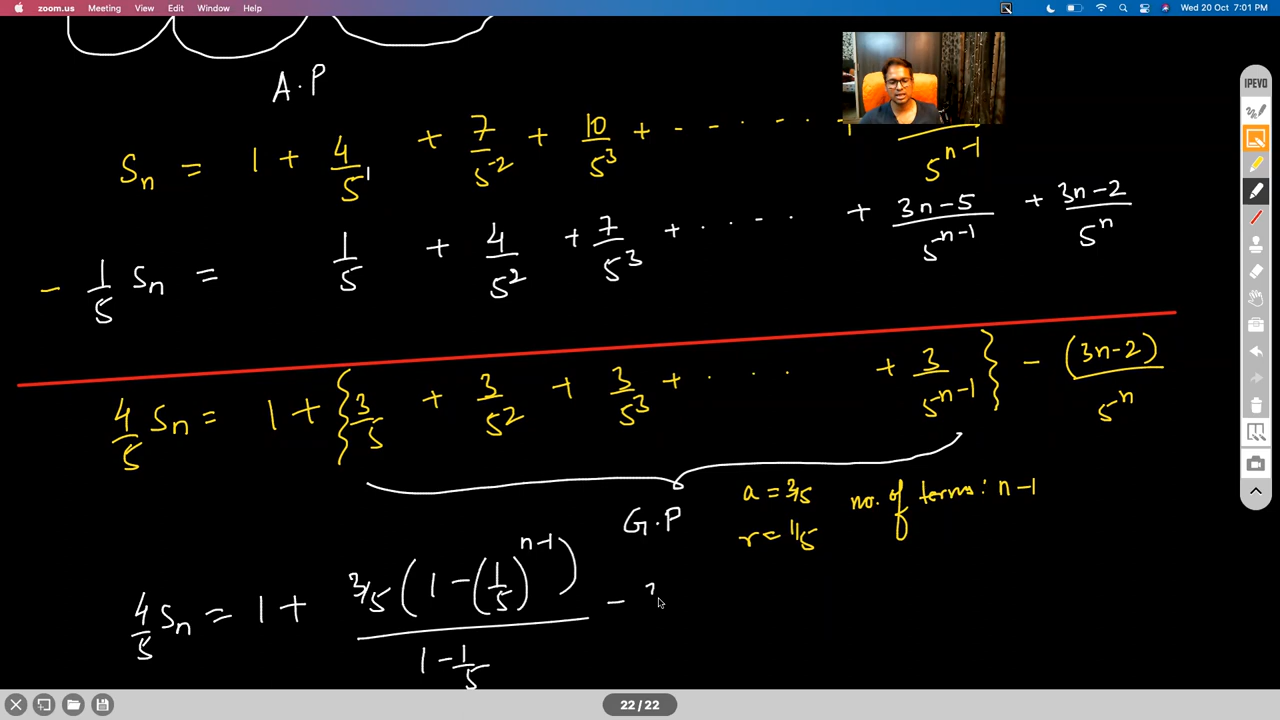 zoom.us Meeting View Edit Window Help Wed 20 Oct 7:01 PM
A.P
IPEVO
Sn = 1 + 4/5^1 + 7/5^2 + 10/5^3 + - - · - · - · + /5^(n-1)
- 1/5 Sn = 1/5 + 4/5^2 + 7/5^3 + · · · - · + (3n-5)/5^(n-1) + (3n-2)/5^n
4/5 Sn = 1 + {3/5 + 3/5^2 + 3/5^3 + · · · + 3/5^(n-1)} - (3n-2)/5^n
a = 3/5 no. of terms: n-1
G.P
r = 1/5
4/5 Sn = 1 + 3/5 (1 - (1/5)^(n-1)) / (1 - 1/5) -
22 / 22